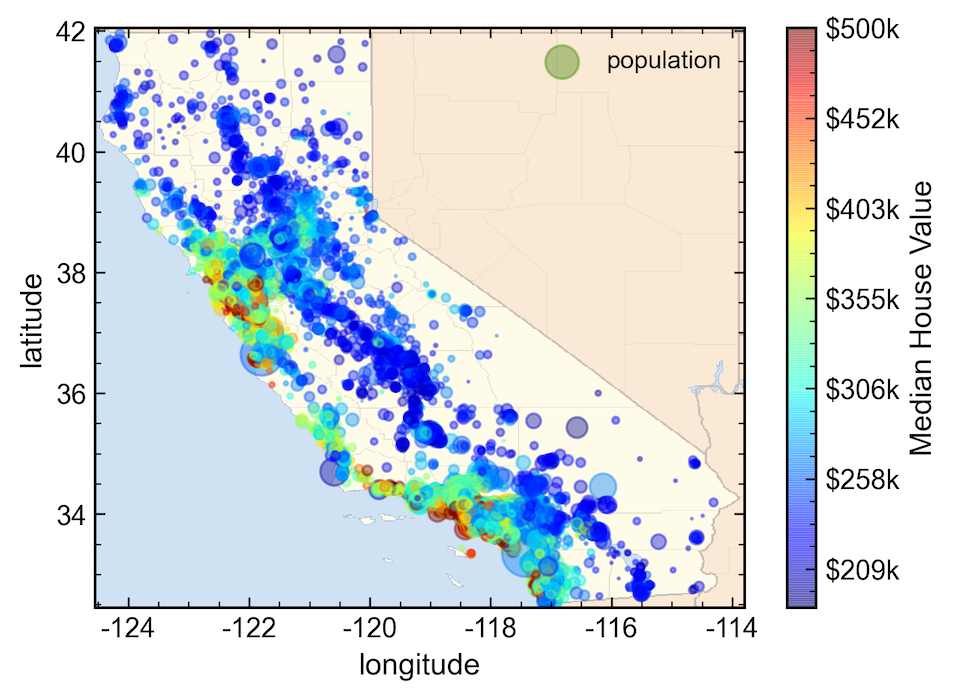 population
latitude
42
40
38
36
34
-124
-122
-120
-118
-116
-114
longitude
$500k
$452k
$403k
$355k
$306k
$258k
$209k
Median House Value